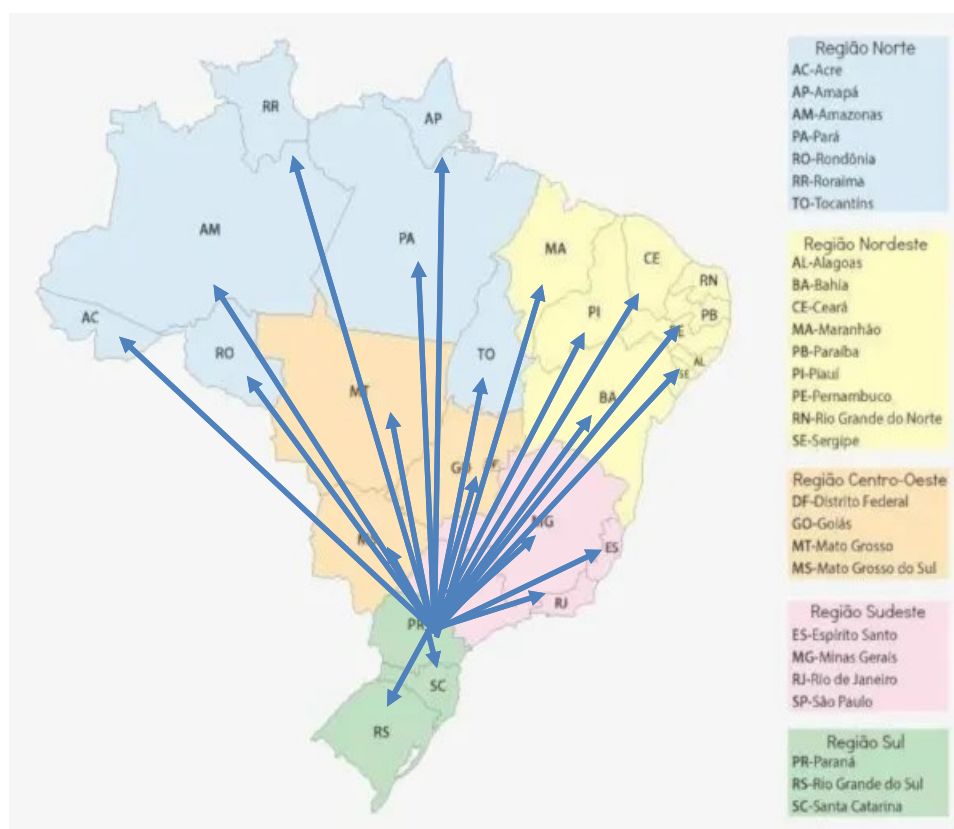 RR
AP
AM
PA
MA
CE
RN
PI
PB
AC
RO
TO
AL
SE
MT
BA
GO
MG
ES
RJ
PR
SC
RS
Região Norte
AC-Acre
AP-Amapá
AM-Amazonas
PA-Pará
RO-Rondônia
RR-Roraima
TO-Tocantins
Região Nordeste
AL-Alagoas
BA-Bahia
CE-Ceará
MA-Maranhão
PB-Paraíba
PI-Piauí
PE-Pernambuco
RN-Rio Grande do Norte
SE-Sergipe
Região Centro-Oeste
DF-Distrito Federal
GO-Goiás
MT-Mato Grosso
MS-Mato Grosso do Sul
Região Sudeste
ES-Espírito Santo
MG-Minas Gerais
RJ-Rio de Janeiro
SP-São Paulo
Região Sul
PR-Paraná
RS-Rio Grande do Sul
SC-Santa Catarina